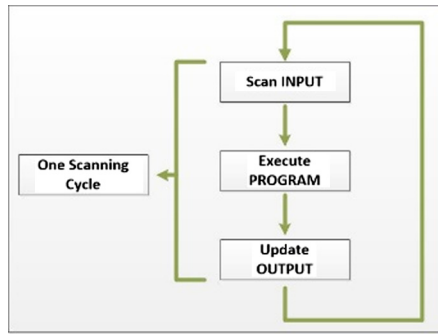 Scan INPUT
One Scanning
Cycle
Execute
PROGRAM
Update
OUTPUT